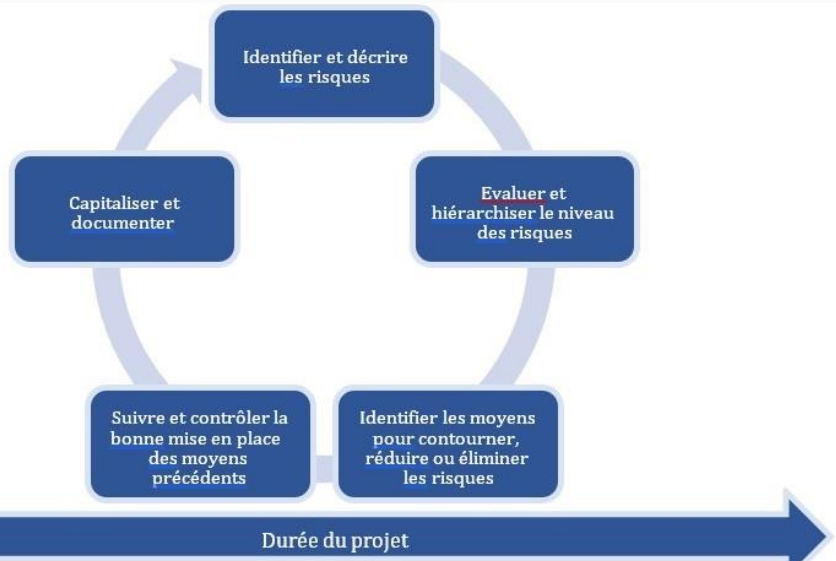 Identifier et décrire
les risques
Evaluer et
hiérarchiser le niveau
des risques
Identifier les moyens
pour contourner,
réduire ou éliminer
les risques
Suivre et contrôler la
bonne mise en place
des moyens
précédents
Capitaliser et
documenter
Durée du projet